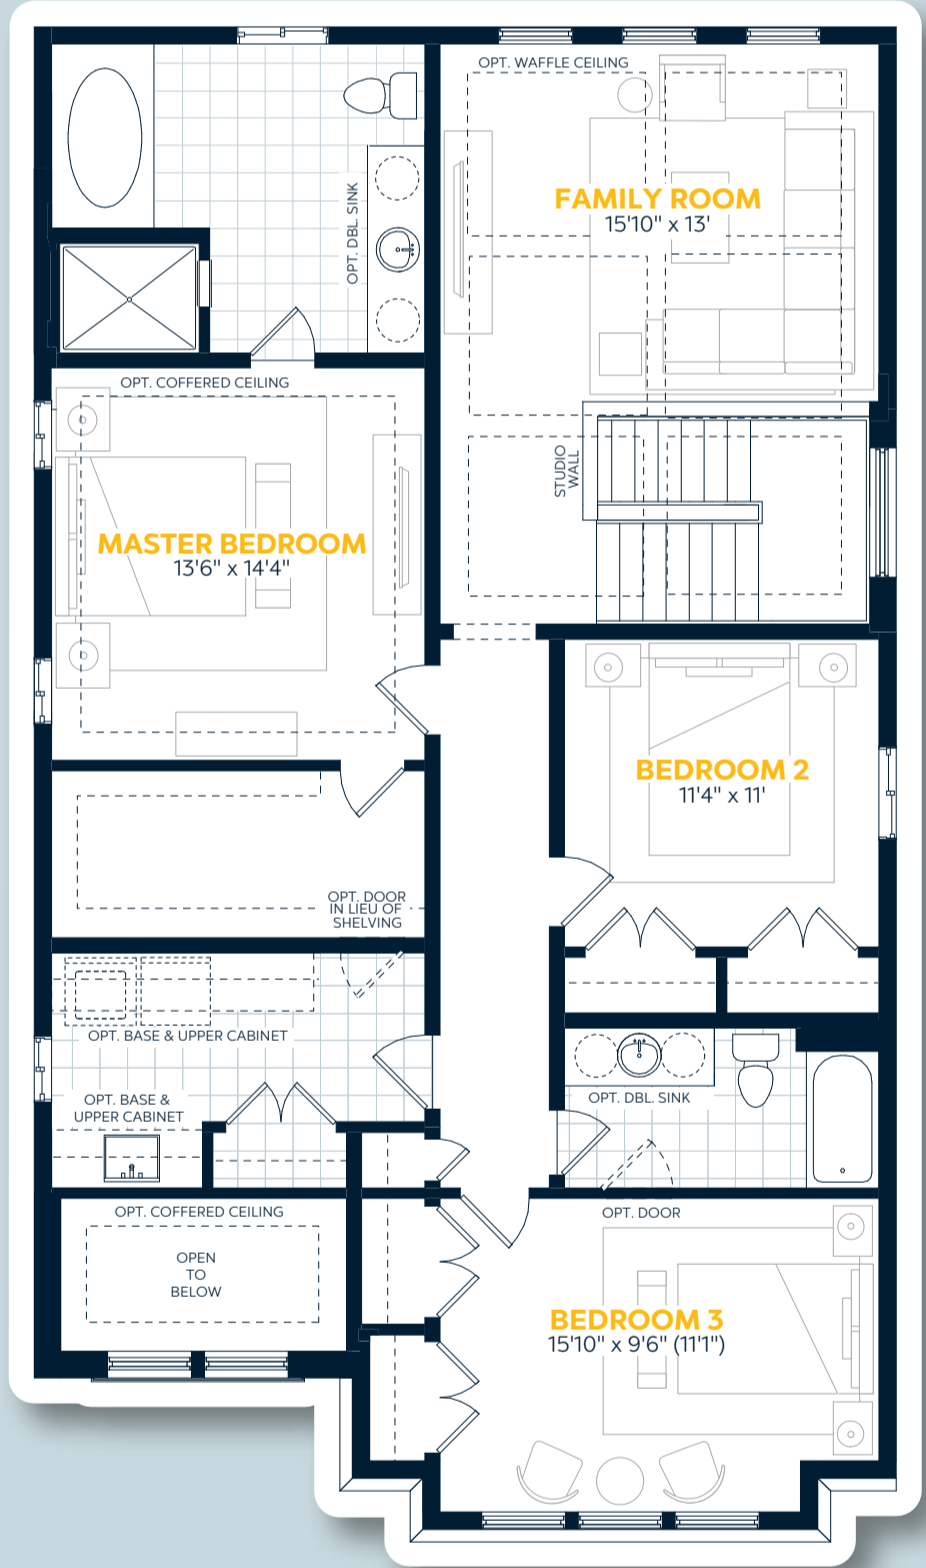 OPT. WAFFLE CEILING
FAMILY ROOM
15'10" x 13'
OPT. DBL. SINK
OPT. COFFERED CEILING
STUDIO
WALL
MASTER BEDROOM
13'6" x 14'4"
BEDROOM 2
11'4" x 11'
OPT. DOOR
IN LIEU OF
SHELVING
OPT. BASE & UPPER CABINET
OPT. BASE &
UPPER CABINET
OPT. DBL. SINK
OPT. COFFERED CEILING
OPT. DOOR
OPEN
TO
BELOW
BEDROOM 3
15'10" x 9'6" (11'1")